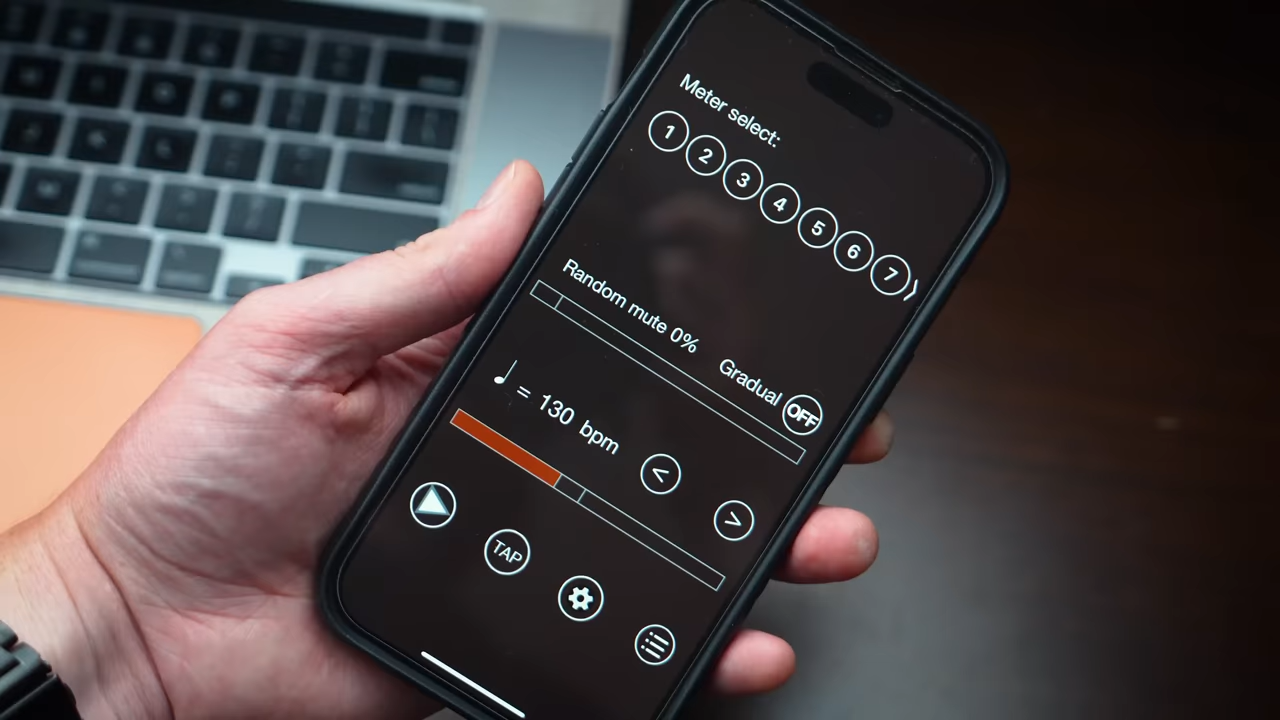 Meter select:
1 2 3 4 5 6 7 ⟩
Random mute 0%
Gradual OFF
♩ = 130 bpm
< >
TAP